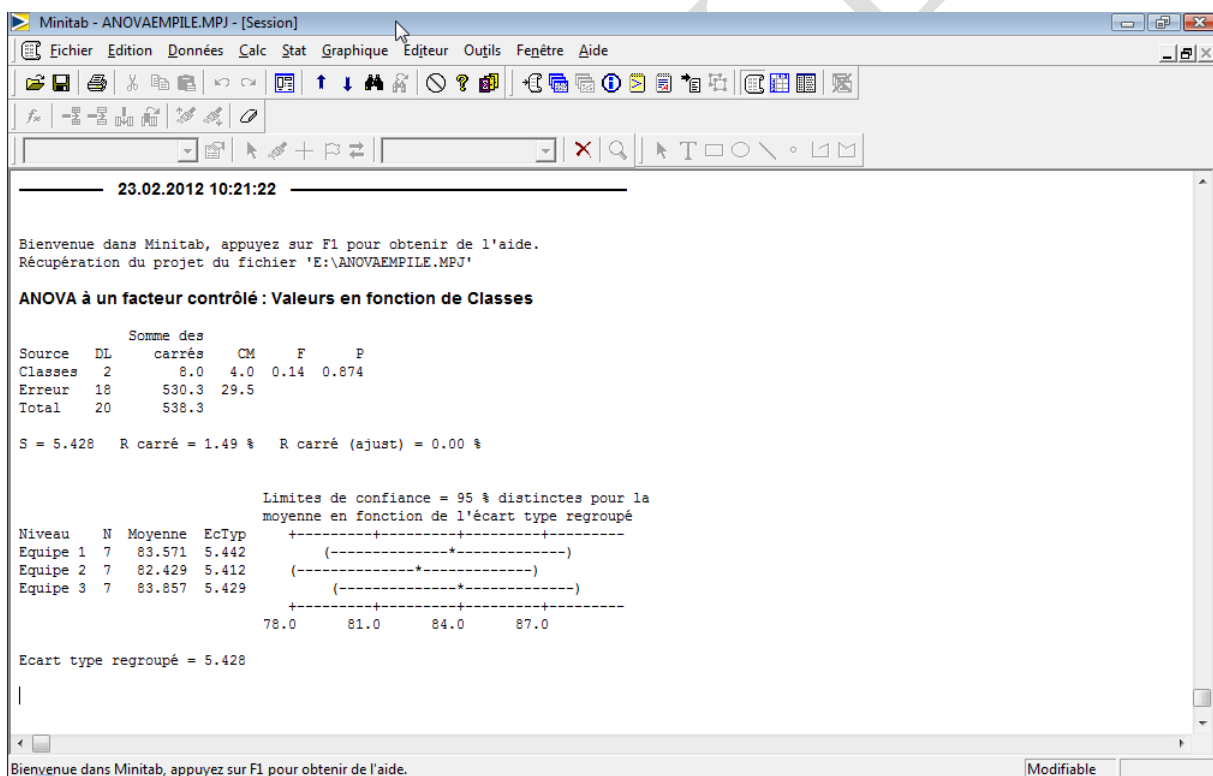 Minitab - ANOVAEMPILE.MPJ - [Session]
Fichier Edition Données Calc Stat Graphique Editeur Outils Fenêtre Aide
23.02.2012 10:21:22
Bienvenue dans Minitab, appuyez sur F1 pour obtenir de l'aide.
Récupération du projet du fichier 'E:\ANOVAEMPILE.MPJ'
ANOVA à un facteur contrôlé : Valeurs en fonction de Classes
Somme des
Source DL carrés CM F P
Classes 2 8.0 4.0 0.14 0.874
Erreur 18 530.3 29.5
Total 20 538.3
S = 5.428 R carré = 1.49 % R carré (ajust) = 0.00 %
Limites de confiance = 95 % distinctes pour la
moyenne en fonction de l'écart type regroupé
Niveau N Moyenne EcTyp +---------+---------+---------+---------
Equipe 1 7 83.571 5.442 (--------------*-------------)
Equipe 2 7 82.429 5.412 (--------------*-------------)
Equipe 3 7 83.857 5.429 (--------------*-------------)
+---------+---------+---------+---------
78.0 81.0 84.0 87.0
Ecart type regroupé = 5.428
Bienvenue dans Minitab, appuyez sur F1 pour obtenir de l'aide. Modifiable